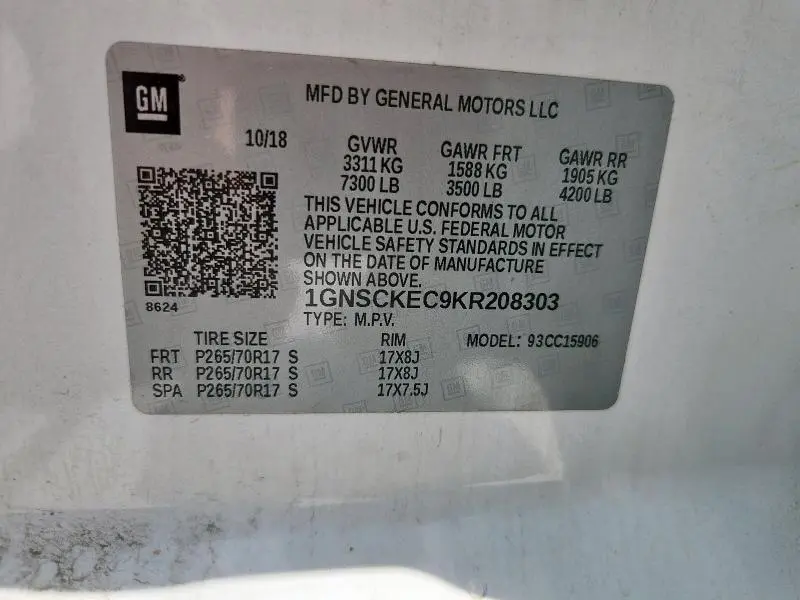 GM
MFD BY GENERAL MOTORS LLC
10/18
GVWR GAWR FRT GAWR RR
3311 KG 1588 KG 1905 KG
7300 LB 3500 LB 4200 LB
THIS VEHICLE CONFORMS TO ALL
APPLICABLE U.S. FEDERAL MOTOR
VEHICLE SAFETY STANDARDS IN EFFECT
ON THE DATE OF MANUFACTURE
SHOWN ABOVE.
8624
1GNSCKEC9KR208303
TYPE: M.P.V.
TIRE SIZE RIM MODEL: 93CC15906
FRT P265/70R17 S 17X8J
RR P265/70R17 S 17X8J
SPA P265/70R17 S 17X7.5J